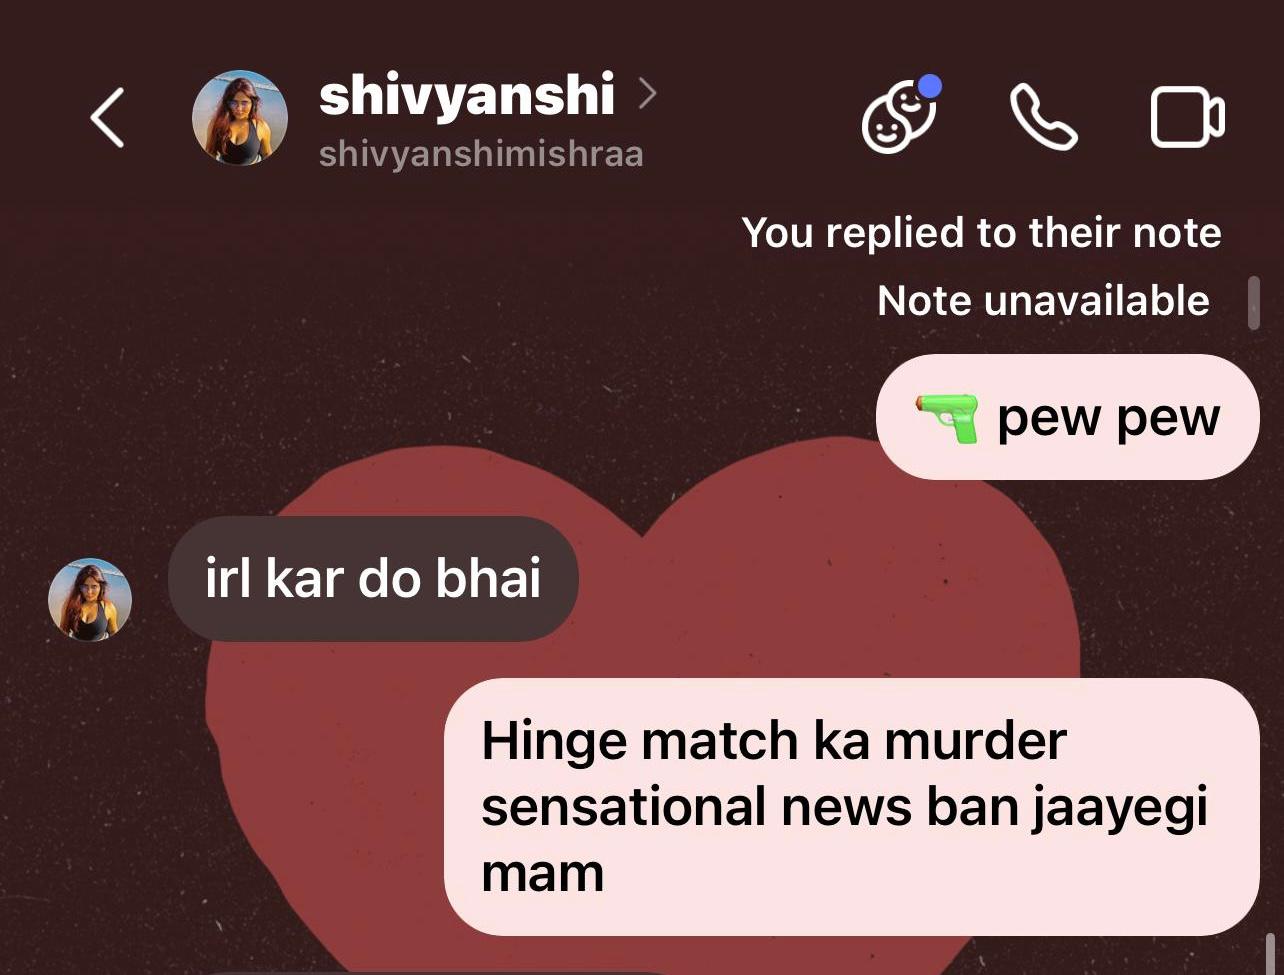 shivyanshi
shivyanshimishraa
You replied to their note
Note unavailable
🔫 pew pew
irl kar do bhai
Hinge match ka murder
sensational news ban jaayegi
mam